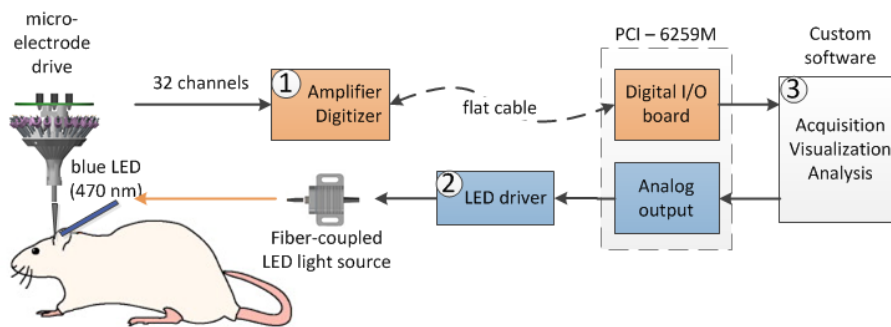 micro-
electrode
drive
32 channels
1
Amplifier
Digitizer
flat cable
PCI – 6259M
Digital I/O
board
Custom
software
3
Acquisition
Visualization
Analysis
blue LED
(470 nm)
Fiber-coupled
LED light source
2
LED driver
Analog
output